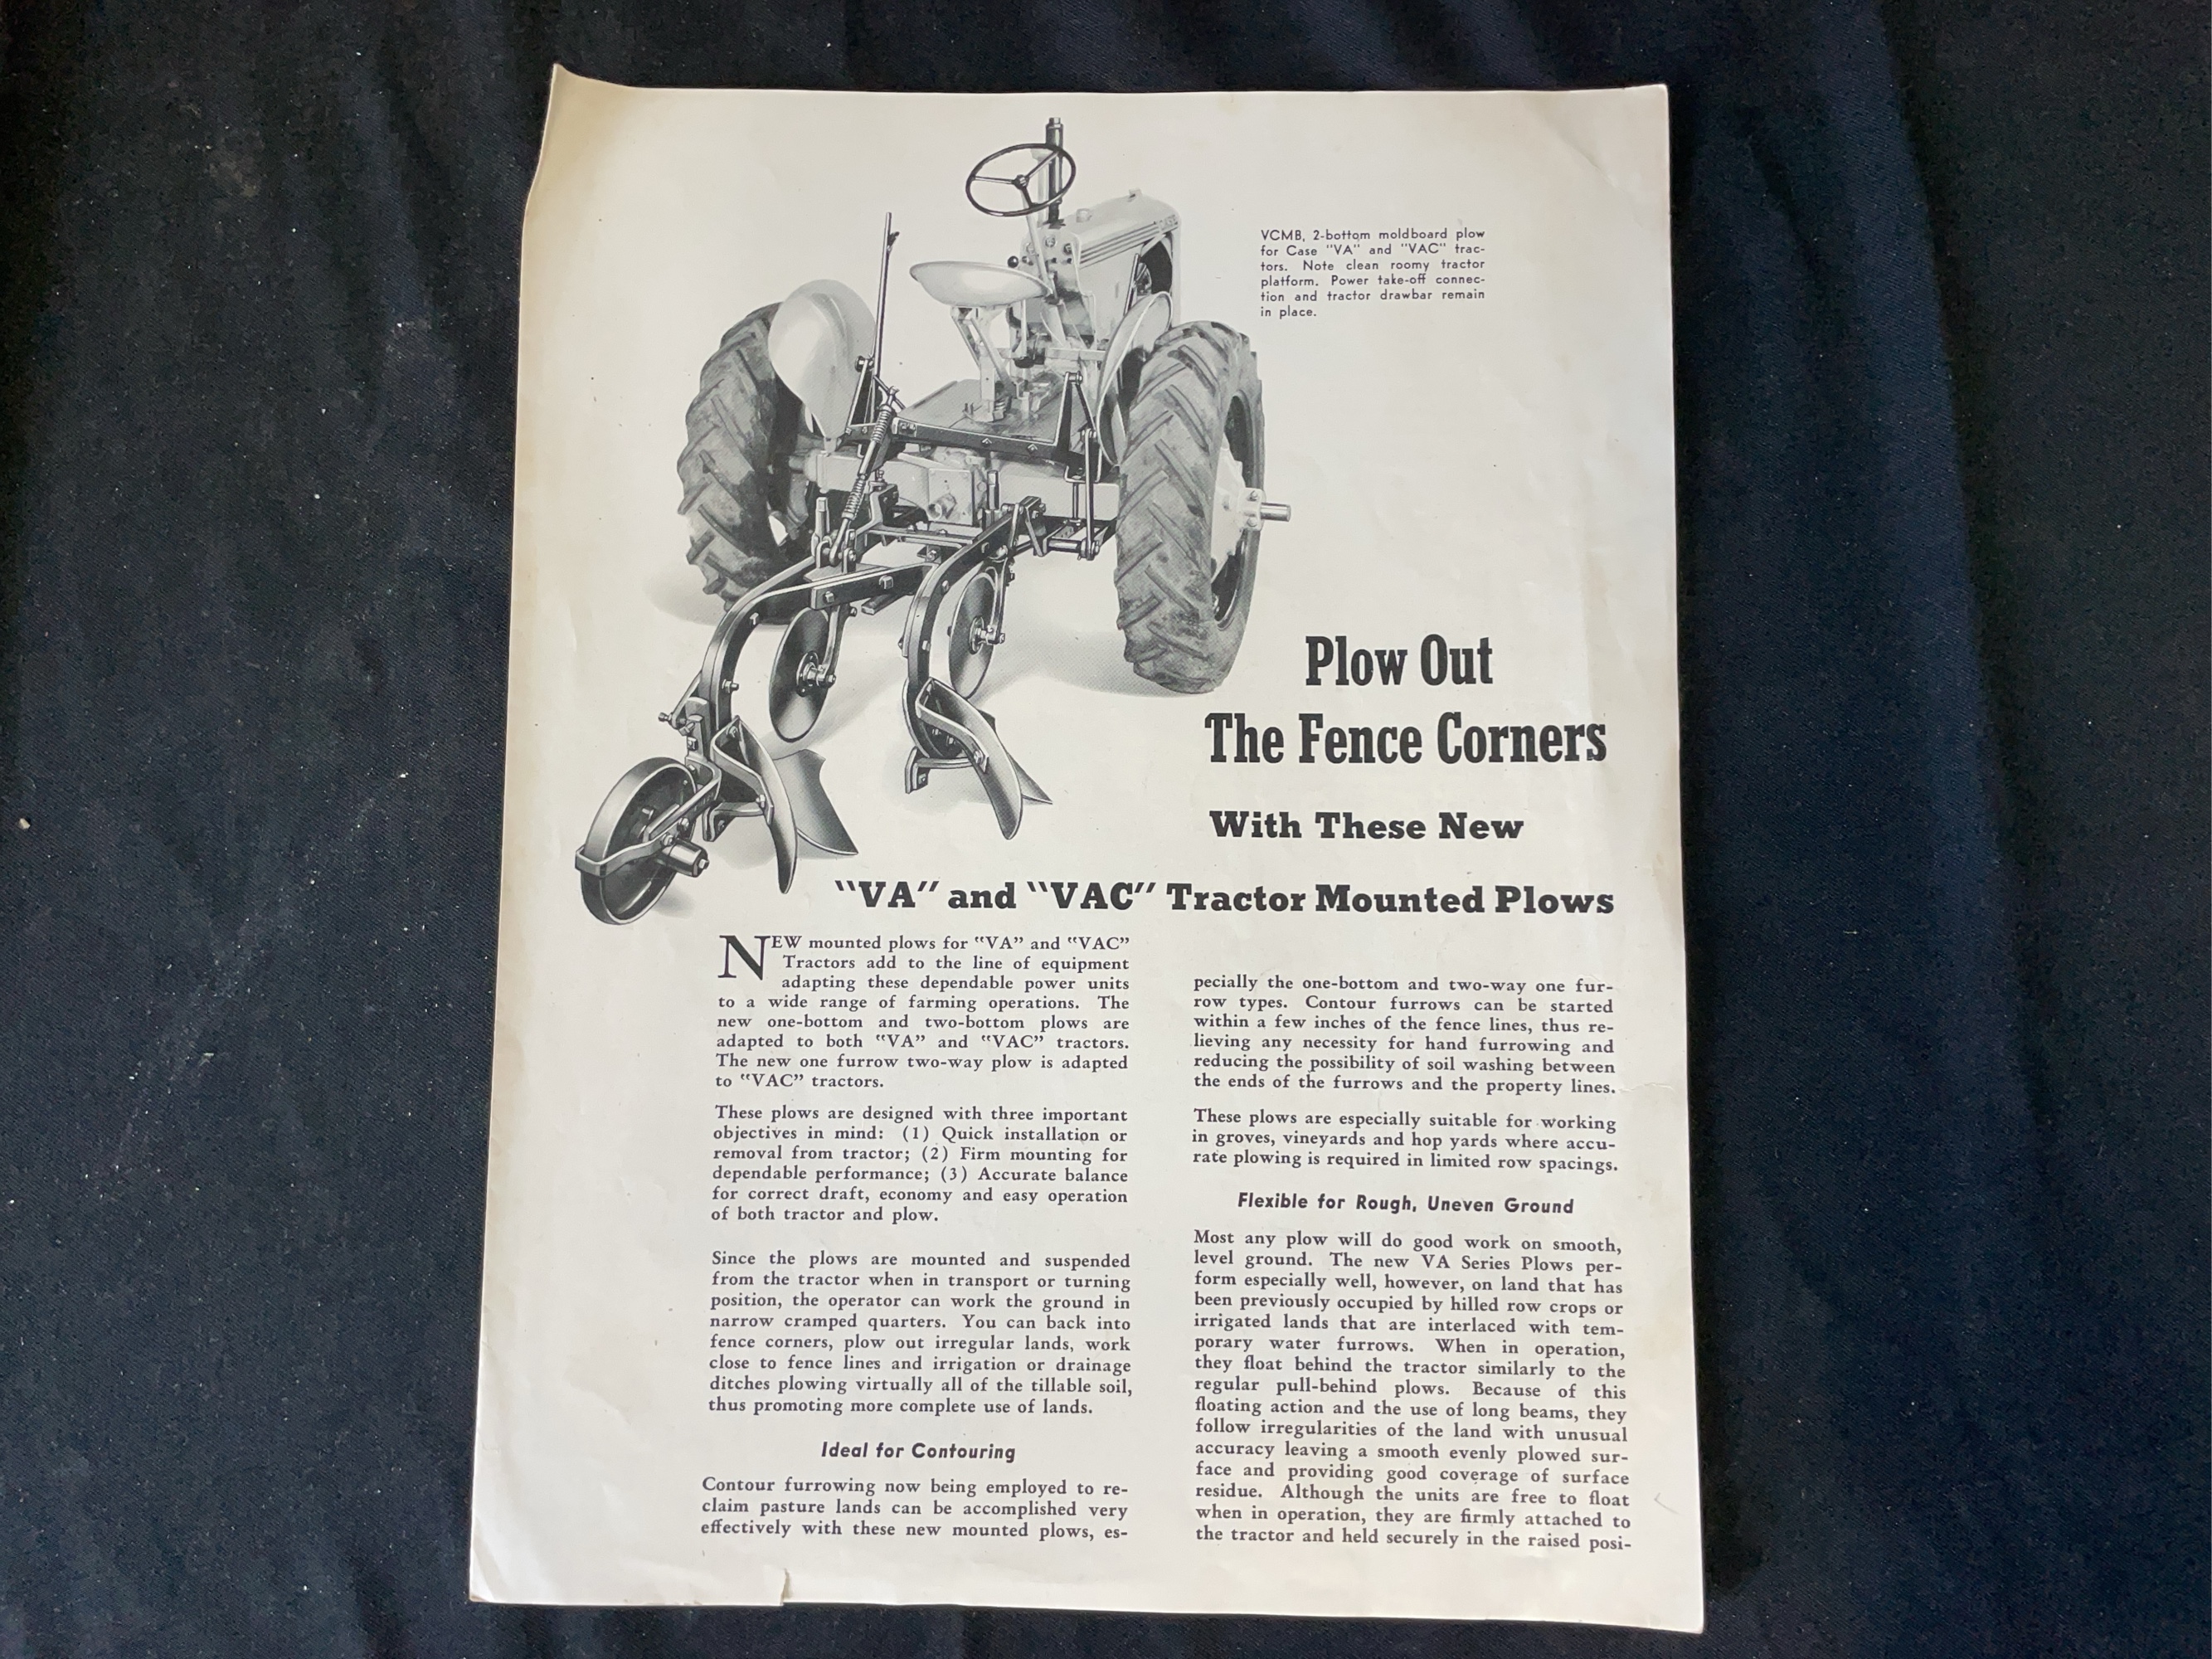 VCMB, 2-bottom moldboard plow
for Case "VA" and "VAC" trac-
tors. Note clean roomy tractor
platform. Power take-off connec-
tion and tractor drawbar remain
in place.
Plow Out
The Fence Corners
With These New
"VA" and "VAC" Tractor Mounted Plows
NEW mounted plows for "VA" and "VAC"
Tractors add to the line of equipment
adapting these dependable power units
to a wide range of farming operations. The
new one-bottom and two-bottom plows are
adapted to both "VA" and "VAC" tractors.
The new one furrow two-way plow is adapted
to "VAC" tractors.
These plows are designed with three important
objectives in mind: (1) Quick installation or
removal from tractor; (2) Firm mounting for
dependable performance; (3) Accurate balance
for correct draft, economy and easy operation
of both tractor and plow.
Since the plows are mounted and suspended
from the tractor when in transport or turning
position, the operator can work the ground in
narrow cramped quarters. You can back into
fence corners, plow out irregular lands, work
close to fence lines and irrigation or drainage
ditches plowing virtually all of the tillable soil,
thus promoting more complete use of lands.
Ideal for Contouring
Contour furrowing now being employed to re-
claim pasture lands can be accomplished very
effectively with these new mounted plows, es-
pecially the one-bottom and two-way one fur-
row types. Contour furrows can be started
within a few inches of the fence lines, thus re-
lieving any necessity for hand furrowing and
reducing the possibility of soil washing between
the ends of the furrows and the property lines.
These plows are especially suitable for working
in groves, vineyards and hop yards where accu-
rate plowing is required in limited row spacings.
Flexible for Rough, Uneven Ground
Most any plow will do good work on smooth,
level ground. The new VA Series Plows per-
form especially well, however, on land that has
been previously occupied by hilled row crops or
irrigated lands that are interlaced with tem-
porary water furrows. When in operation,
they float behind the tractor similarly to the
regular pull-behind plows. Because of this
floating action and the use of long beams, they
follow irregularities of the land with unusual
accuracy leaving a smooth evenly plowed sur-
face and providing good coverage of surface
residue. Although the units are free to float
when in operation, they are firmly attached to
the tractor and held securely in the raised posi-